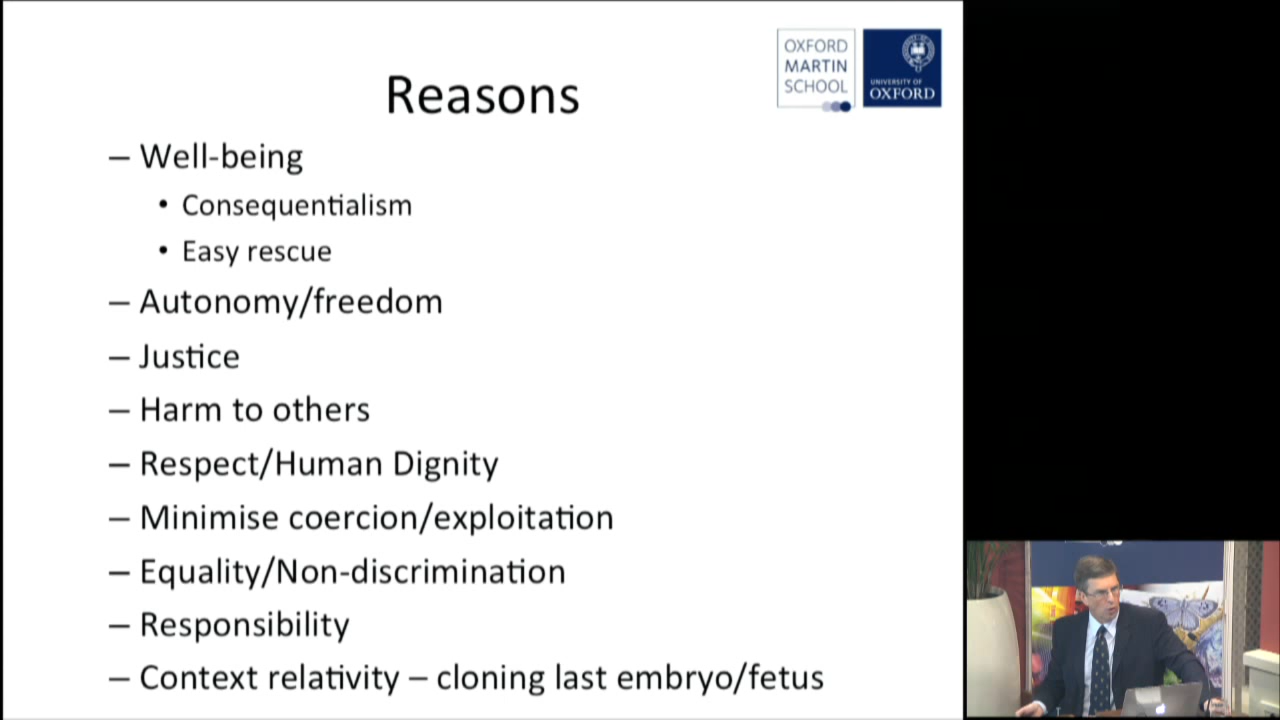 OXFORD
MARTIN
SCHOOL
UNIVERSITY OF
OXFORD
Reasons
– Well-being
• Consequentialism
• Easy rescue
– Autonomy/freedom
– Justice
– Harm to others
– Respect/Human Dignity
– Minimise coercion/exploitation
– Equality/Non-discrimination
– Responsibility
– Context relativity – cloning last embryo/fetus